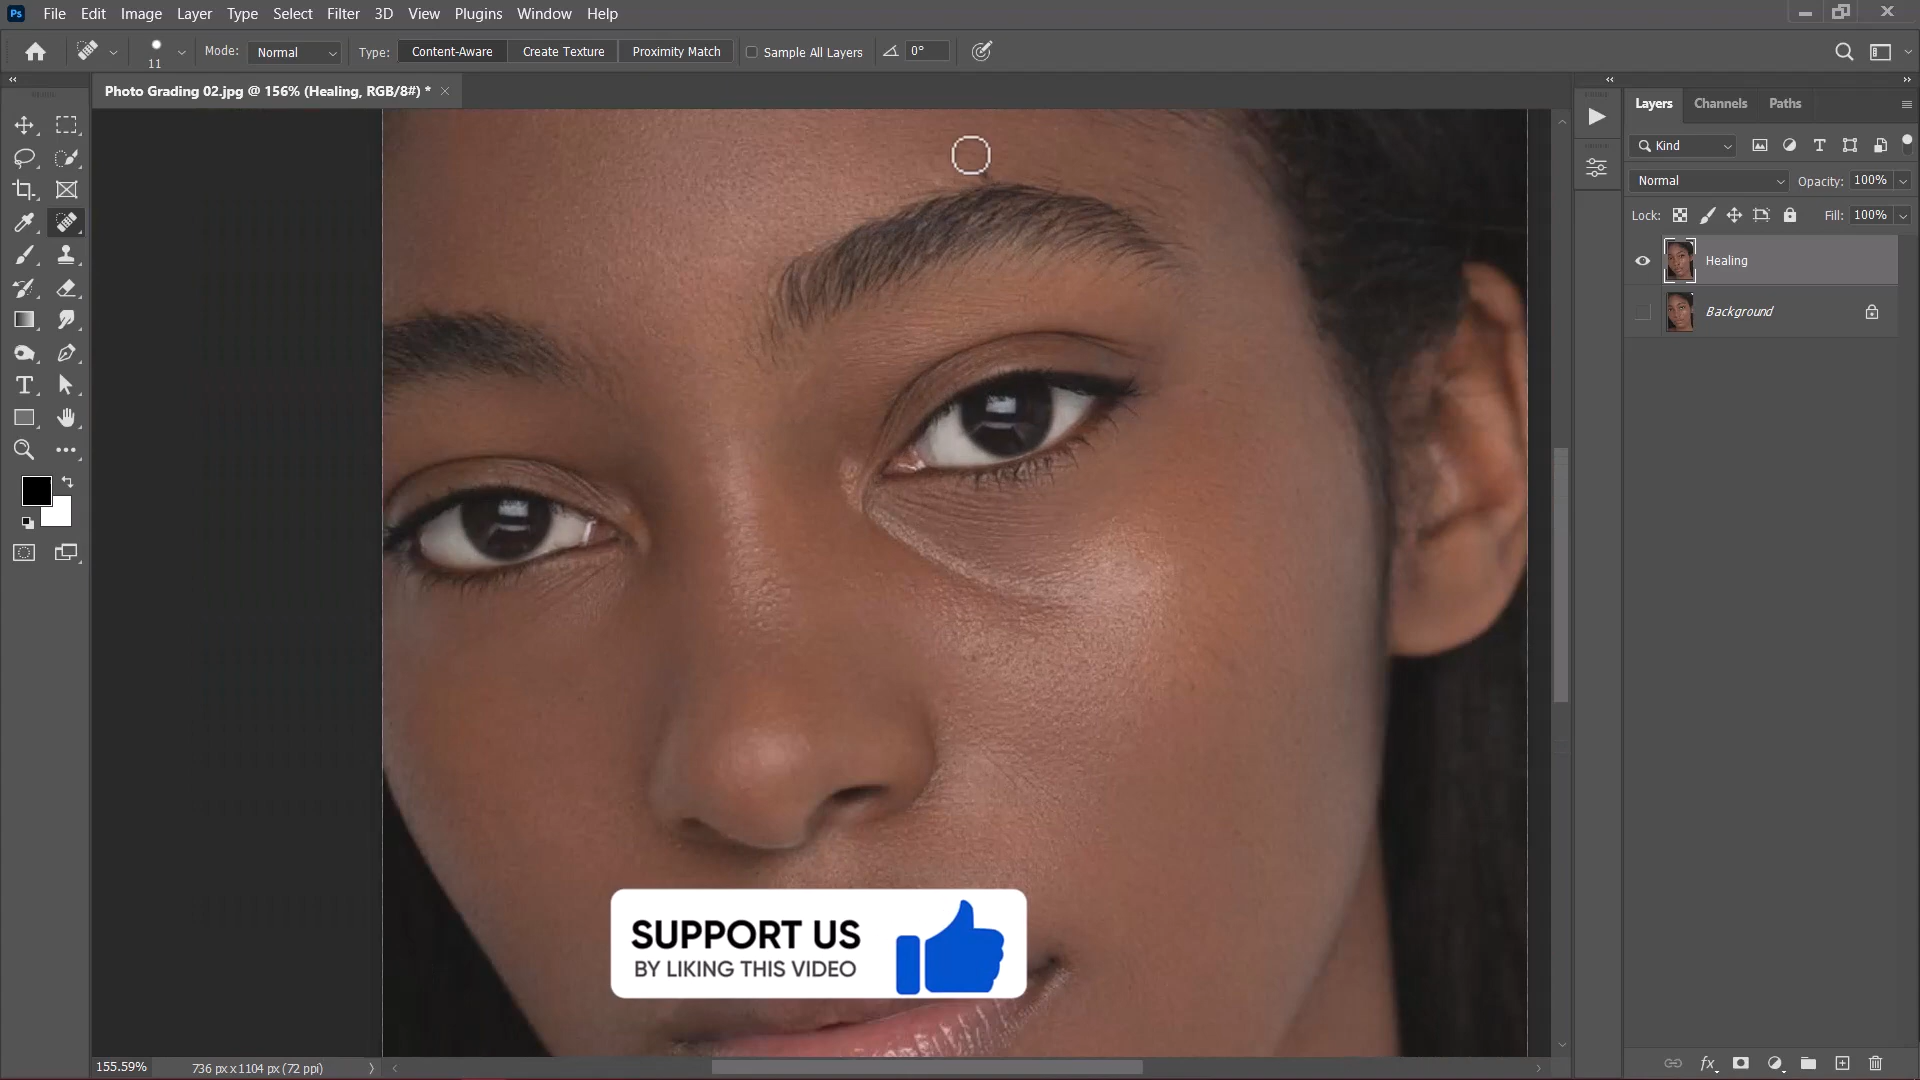 Ps File Edit Image Layer Type Select Filter 3D View Plugins Window Help
11 Mode: Normal Type: Content-Aware Create Texture Proximity Match Sample All Layers 0°
Photo Grading 02.jpg @ 156% (Healing, RGB/8#) *
Layers Channels Paths
Kind
Normal Opacity: 100%
Lock: Fill: 100%
Healing
Background
SUPPORT US
BY LIKING THIS VIDEO
155.59% 736 px x 1104 px (72 ppi)
fx